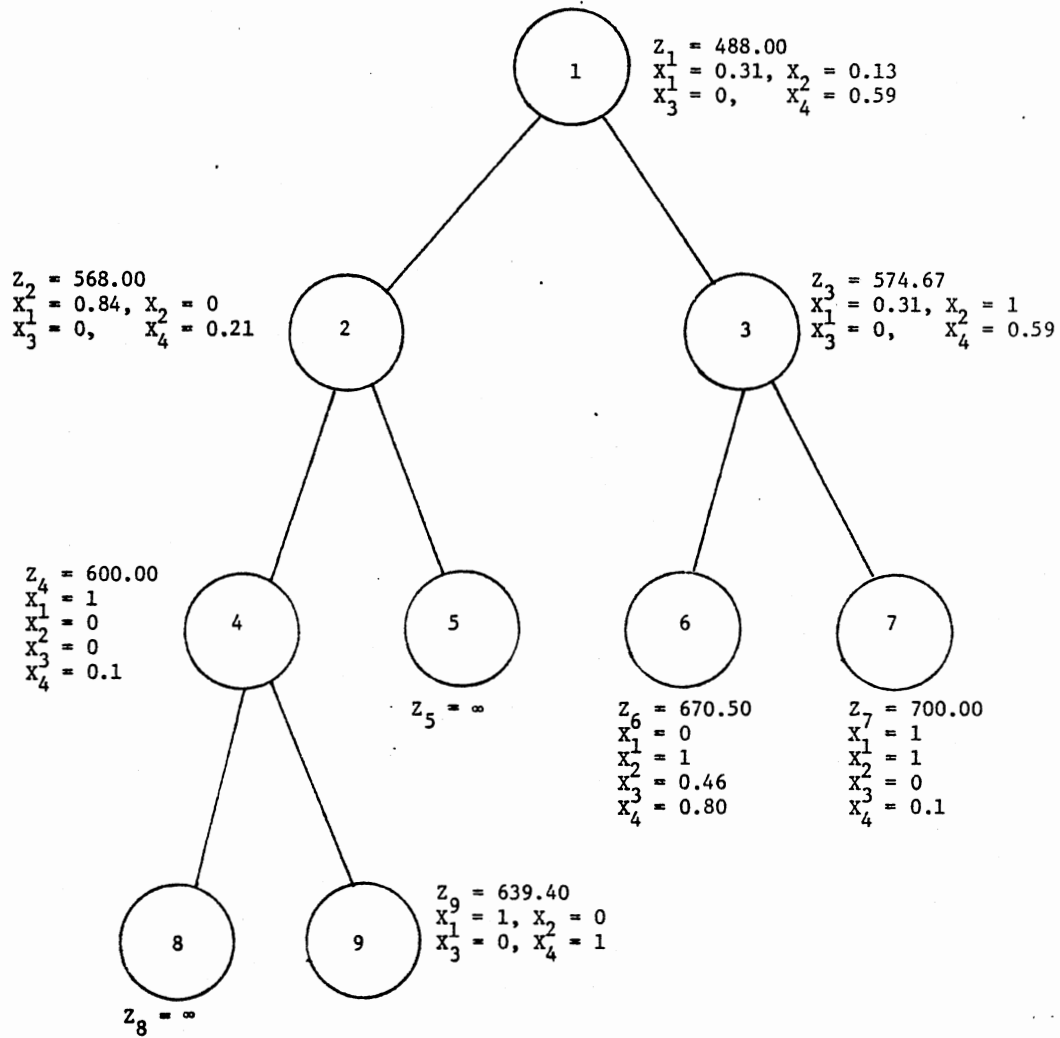 1
Z₁ = 488.00
X₁ = 0.31, X₂ = 0.13
X₃ = 0, X₄ = 0.59
Z₂ = 568.00
X₁ = 0.84, X₂ = 0
X₃ = 0, X₄ = 0.21
2
3
Z₃ = 574.67
X₁ = 0.31, X₂ = 1
X₃ = 0, X₄ = 0.59
Z₄ = 600.00
X₁ = 1
X₂ = 0
X₃ = 0
X₄ = 0.1
4
5
6
7
Z₅ = ∞
Z₆ = 670.50
X₁ = 0
X₂ = 1
X₃ = 0.46
X₄ = 0.80
Z₇ = 700.00
X₁ = 1
X₂ = 1
X₃ = 0
X₄ = 0.1
8
9
Z₉ = 639.40
X₁ = 1, X₂ = 0
X₃ = 0, X₄ = 1
Z₈ = ∞